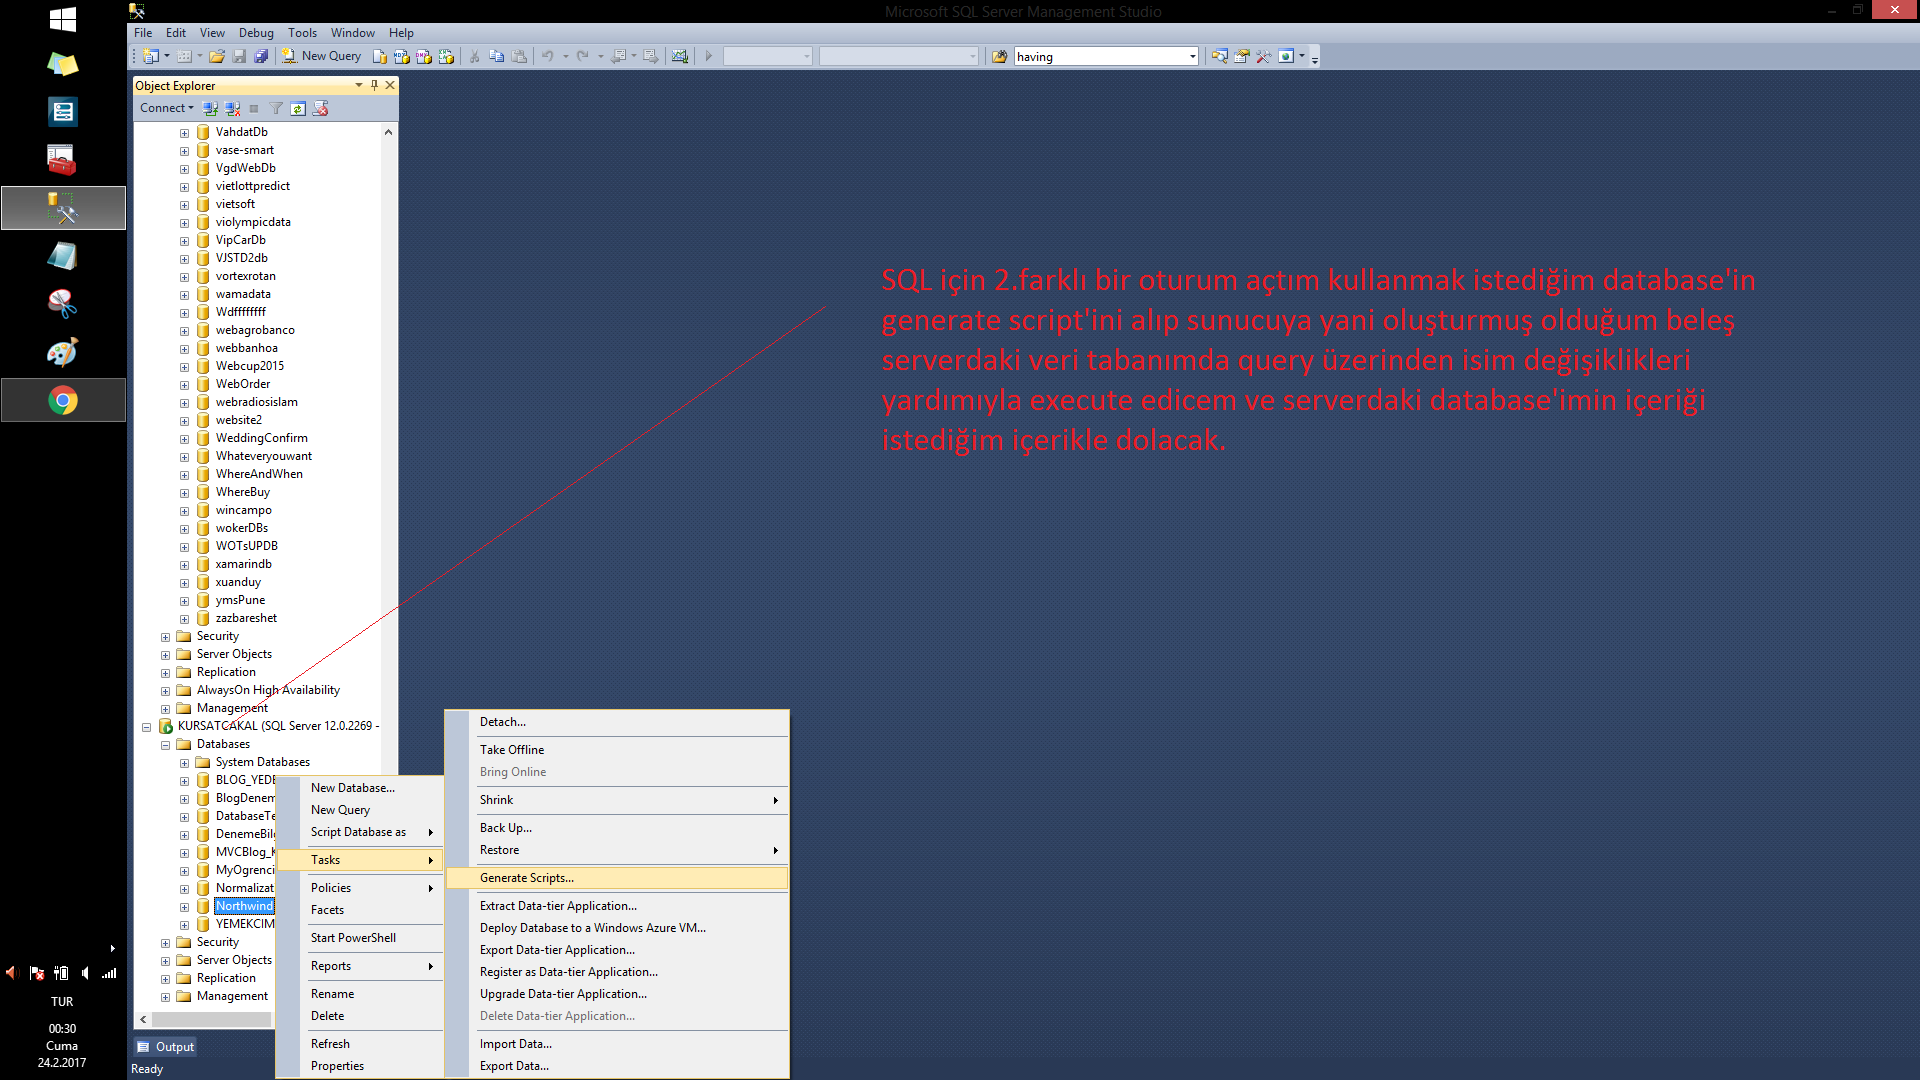 Microsoft SQL Server Management Studio
File Edit View Debug Tools Window Help
New Query
having
Object Explorer
Connect
VahdatDb
vase-smart
VgdWebDb
vietlottpredict
vietsoft
violympicdata
VipCarDb
VJSTD2db
vortexrotan
wamadata
Wdffffffff
webagrobanco
webbanhoa
Webcup2015
WebOrder
webradiosislam
website2
WeddingConfirm
Whateveryouwant
WhereAndWhen
WhereBuy
wincampo
wokerDBs
WOTsUPDB
xamarindb
xuanduy
ymsPune
zazbareshet
Security
Server Objects
Replication
AlwaysOn High Availability
Management
KURSATCAKAL (SQL Server 12.0.2269 -
Databases
System Databases
BLOG_YEDE
BlogDenem
DatabaseTe
DenemeBil
MVCBlog_K
MyOgrenci
Normalizat
Northwind
YEMEKCIM
Security
Server Objects
Replication
Management
New Database...
New Query
Script Database as
Tasks
Policies
Facets
Start PowerShell
Reports
Rename
Delete
Refresh
Properties
Detach...
Take Offline
Bring Online
Shrink
Back Up...
Restore
Generate Scripts...
Extract Data-tier Application...
Deploy Database to a Windows Azure VM...
Export Data-tier Application...
Register as Data-tier Application...
Upgrade Data-tier Application...
Delete Data-tier Application...
Import Data...
Export Data...
SQL için 2.farklı bir oturum açtım kullanmak istediğim database'in
generate script'ini alıp sunucuya yani oluşturmuş olduğum beleş
serverdaki veri tabanımda query üzerinden isim değişiklikleri
yardımıyla execute edicem ve serverdaki database'imin içeriği
istediğim içerikle dolacak.
Output
Ready
TUR
00:30
Cuma
24.2.2017